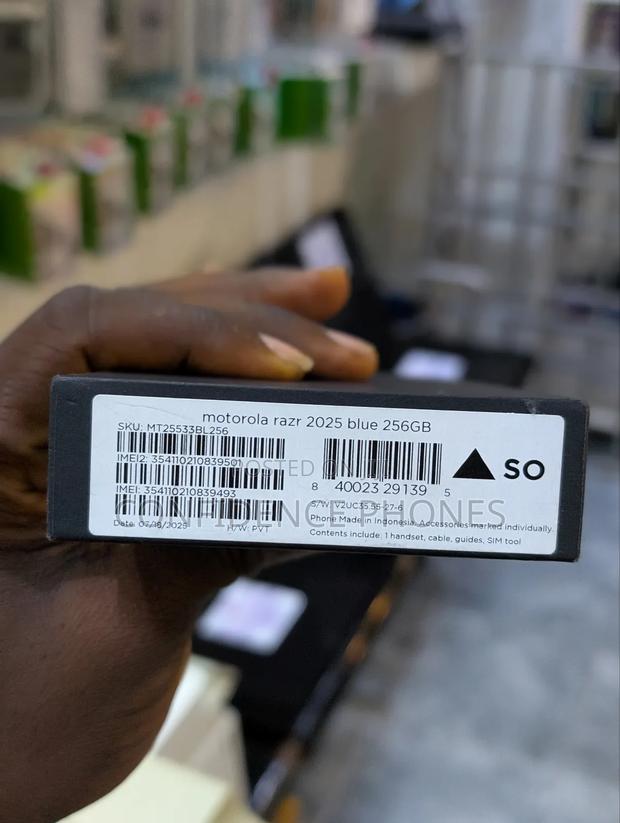 motorola razr 2025 blue 256GB
SKU: MT25533BL256
IMEI2: 354110210839501
IMEI: 354110210839493
Date: 07/18/2025
H/W: PVT
8 40023 29139 5
SO
S/W: V2UC35.55-27-6
Phone Made in Indonesia. Accessories marked individually.
Contents include: 1 handset, cable, guides, SIM tool
POSTED ON
CONFIDENCE PHONES